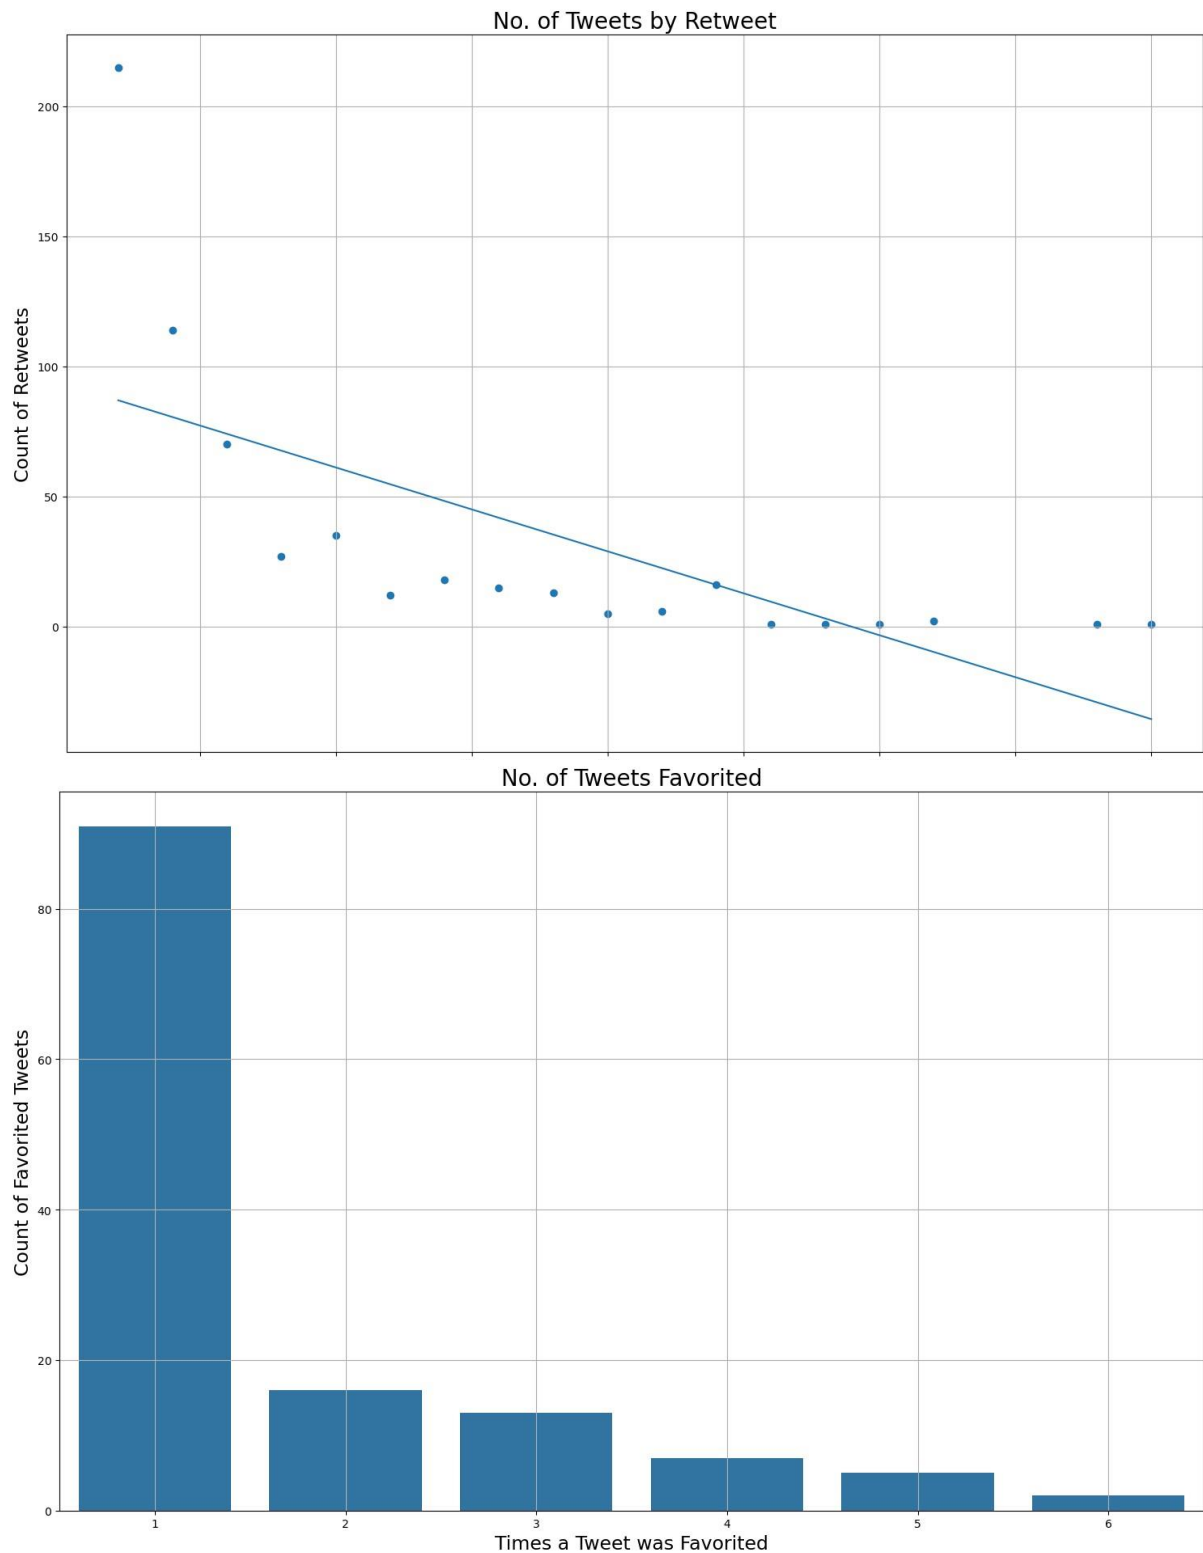 No. of Tweets by Retweet
Count of Retweets
200
150
100
50
0
No. of Tweets Favorited
Count of Favorited Tweets
80
60
40
20
0
1 2 3 4 5 6
Times a Tweet was Favorited